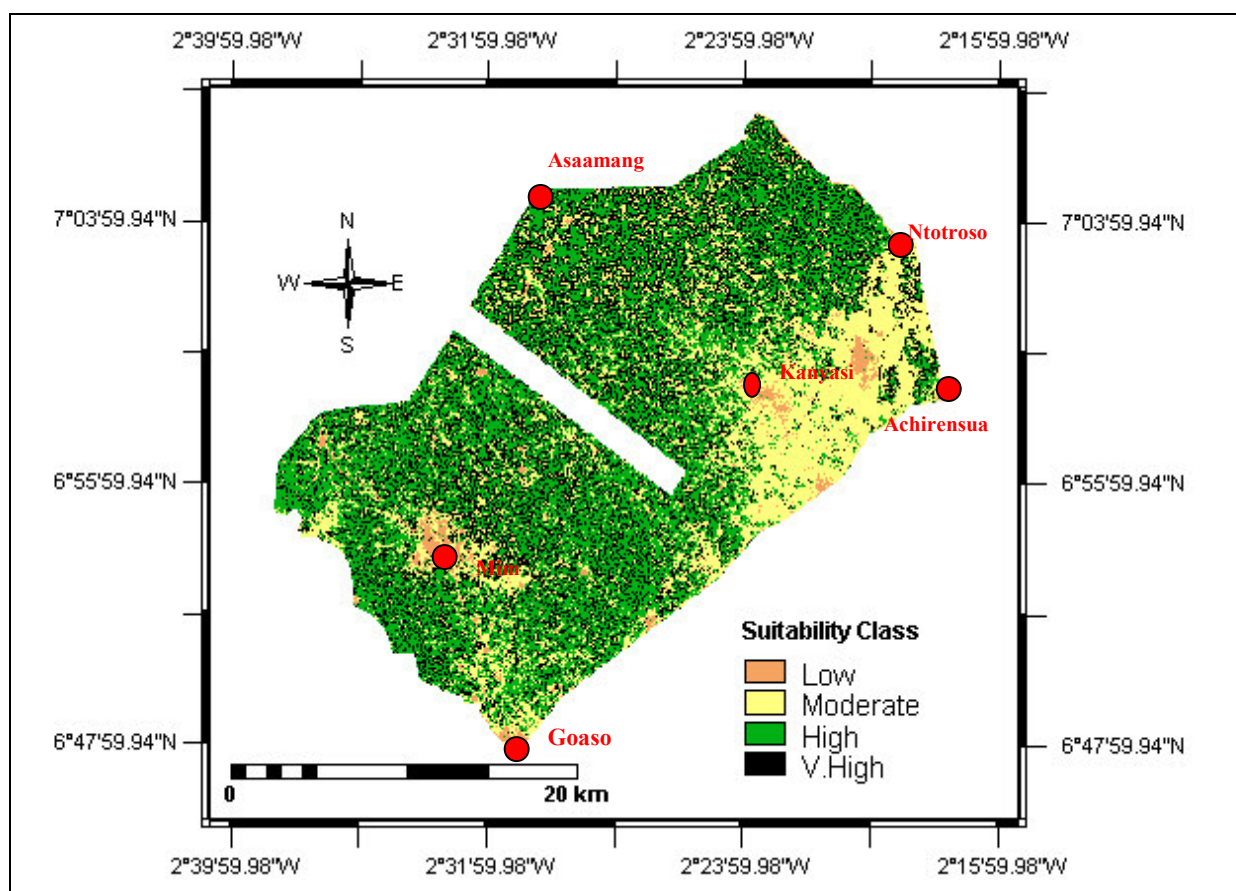 2°39'59.98"W 2°31'59.98"W 2°23'59.98"W 2°15'59.98"W
Asaamang
7°03'59.94"N 7°03'59.94"N
N
Ntotroso
W E
S
Kanyasi
Achirensua
6°55'59.94"N 6°55'59.94"N
Mim
Suitability Class
Low
Moderate
High
V.High
Goaso
6°47'59.94"N 6°47'59.94"N
0 20 km
2°39'59.98"W 2°31'59.98"W 2°23'59.98"W 2°15'59.98"W